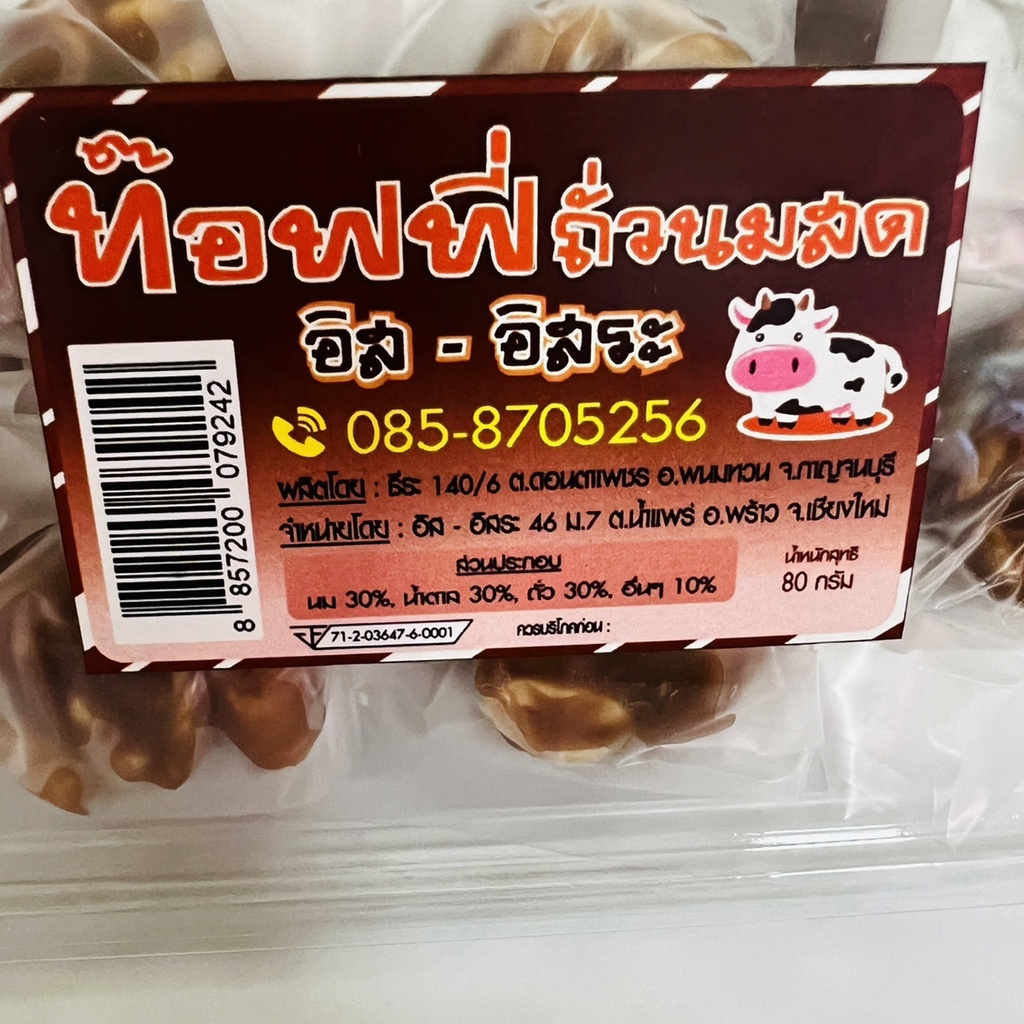 ท๊อฟฟี่ ถั่วนมสด
อิส - อิสระ
085-8705256
ผลิตโดย : ธีระ 140/6 ต.ดอนตาเพชร อ.พนมทวน จ.กาญจนบุรี
จำหน่ายโดย : อิส - อิสระ 46 ม.7 ต.น้ำแพร่ อ.พร้าว จ.เชียงใหม่
ส่วนประกอบ
นม 30%, น้ำตาล 30%, ถั่ว 30%, อื่นๆ 10%
น้ำหนักสุทธิ
80 กรัม
71-2-03647-6-0001
ควรบริโภคก่อน :
8 857200 079242